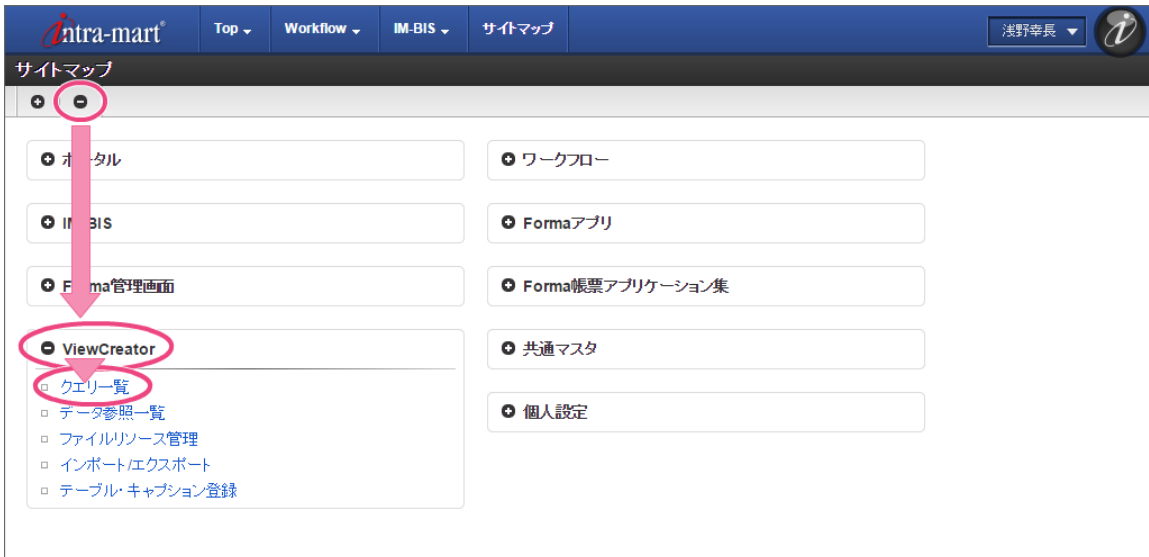 intra-mart®
Top
Workflow
IM-BIS
サイトマップ
浅野幸長
サイトマップ
ポータル
ワークフロー
IM-BIS
Formaアプリ
Forma管理画面
Forma帳票アプリケーション集
ViewCreator
クエリ一覧
データ参照一覧
ファイルリソース管理
インポート/エクスポート
テーブル・キャプション登録
共通マスタ
個人設定